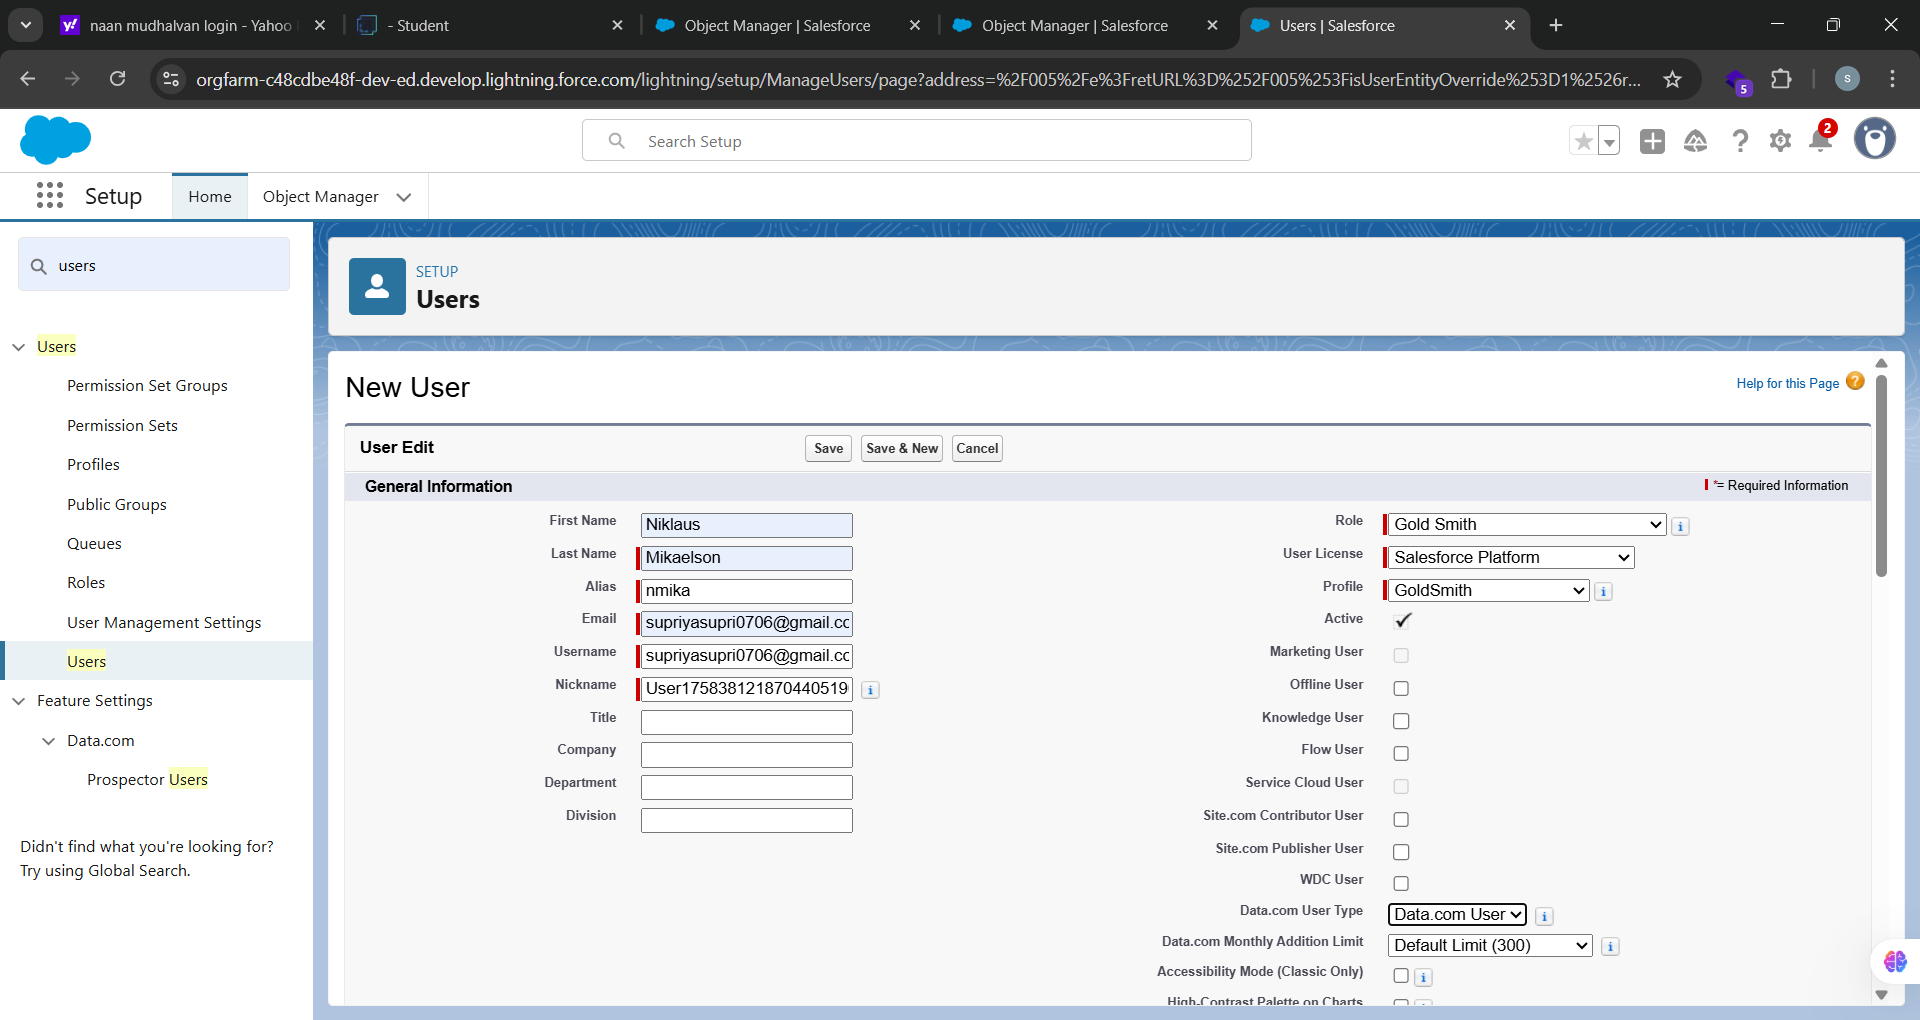 naan mudhalvan login - Yahoo
- Student
Object Manager | Salesforce
Object Manager | Salesforce
Users | Salesforce
orgfarm-c48cdbe48f-dev-ed.develop.lightning.force.com/lightning/setup/ManageUsers/page?address=%2F005%2Fe%3FretURL%3D%252F005%253FisUserEntityOverride%253D1%2526r...
5
S
Search Setup
2
Setup
Home
Object Manager
users
SETUP
Users
Users
Permission Set Groups
Permission Sets
Profiles
Public Groups
Queues
Roles
User Management Settings
Users
Feature Settings
Data.com
Prospector Users
Didn't find what you're looking for?
Try using Global Search.
New User
Help for this Page
User Edit
Save
Save & New
Cancel
General Information
*= Required Information
First Name Niklaus
Last Name Mikaelson
Alias nmika
Email supriyasupri0706@gmail.cc
Username supriyasupri0706@gmail.cc
Nickname User175838121870440519
Title
Company
Department
Division
Role Gold Smith
User License Salesforce Platform
Profile GoldSmith
Active
Marketing User
Offline User
Knowledge User
Flow User
Service Cloud User
Site.com Contributor User
Site.com Publisher User
WDC User
Data.com User Type Data.com User
Data.com Monthly Addition Limit Default Limit (300)
Accessibility Mode (Classic Only)
High-Contrast Palette on Charts